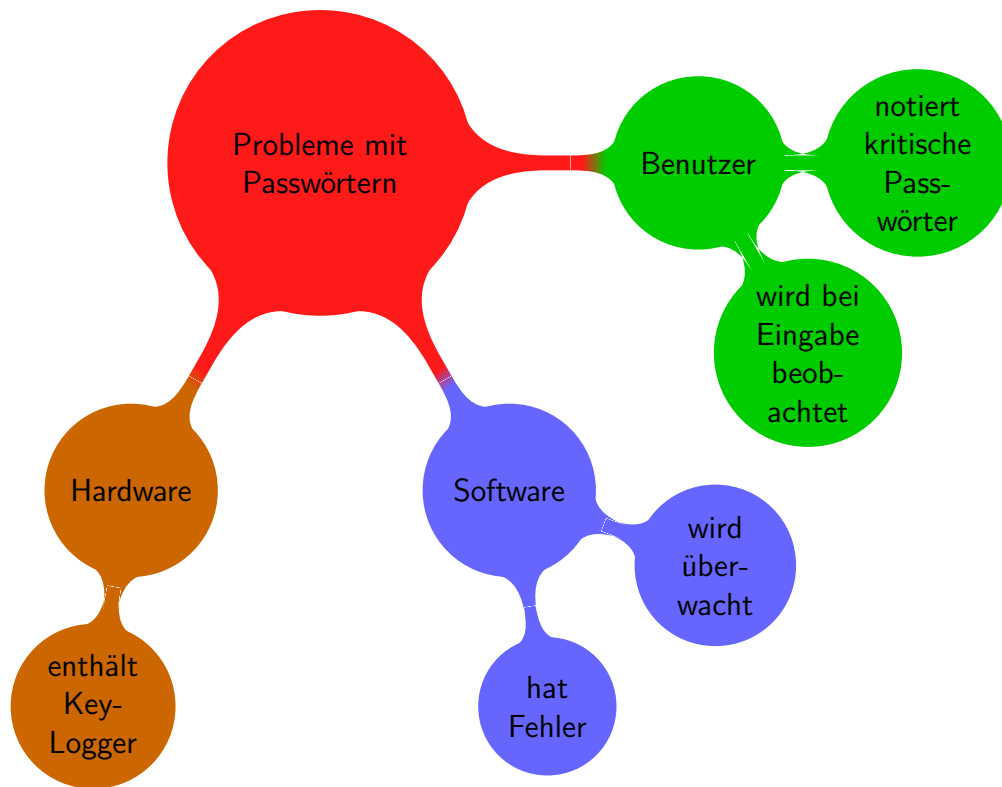 Probleme mit
Passwörtern
Benutzer
notiert
kritische
Pass-
wörter
wird bei
Eingabe
beob-
achtet
Hardware
enthält
Key-
Logger
Software
wird
über-
wacht
hat
Fehler